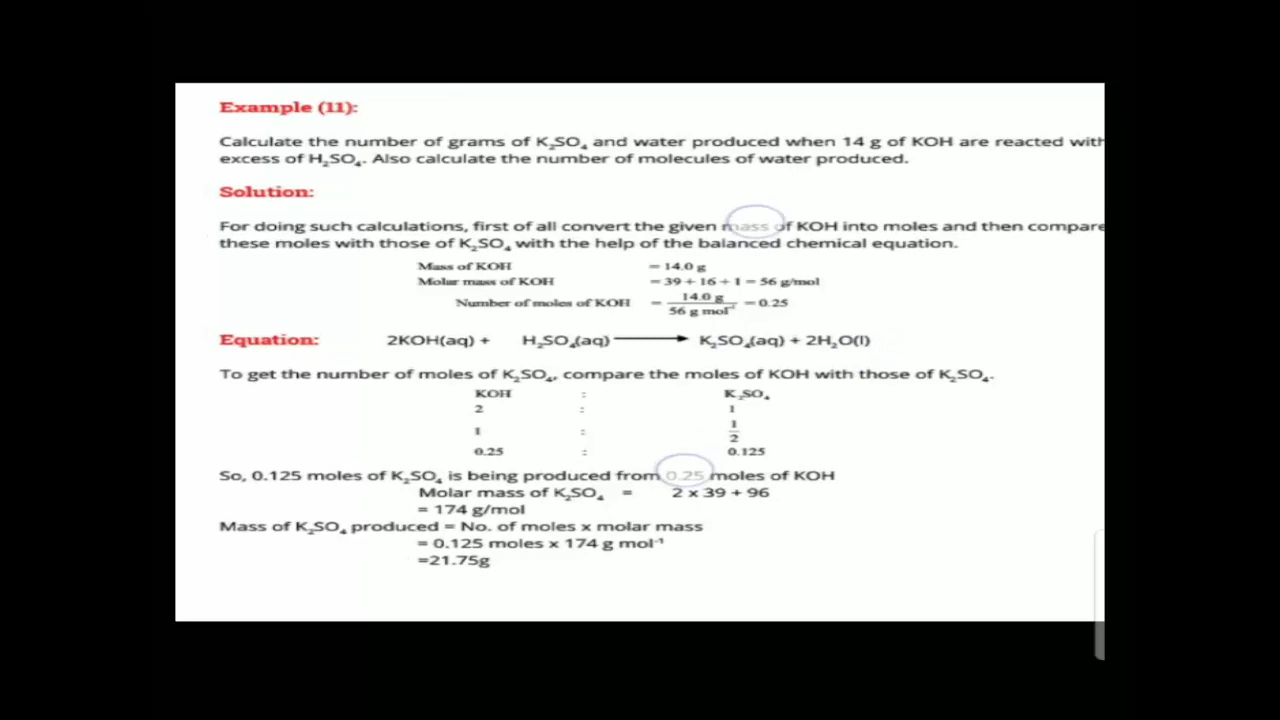 Example (11):
Calculate the number of grams of K₂SO₄ and water produced when 14 g of KOH are reacted with
excess of H₂SO₄. Also calculate the number of molecules of water produced.
Solution:
For doing such calculations, first of all convert the given mass of KOH into moles and then compare
these moles with those of K₂SO₄ with the help of the balanced chemical equation.
Mass of KOH = 14.0 g
Molar mass of KOH = 39 + 16 + 1 = 56 g/mol
Number of moles of KOH = 14.0 g / 56 g mol⁻¹ = 0.25
Equation: 2KOH(aq) + H₂SO₄(aq) ⟶ K₂SO₄(aq) + 2H₂O(l)
To get the number of moles of K₂SO₄, compare the moles of KOH with those of K₂SO₄.
KOH : K₂SO₄
2 : 1
1 : 1/2
0.25 : 0.125
So, 0.125 moles of K₂SO₄ is being produced from 0.25 moles of KOH
Molar mass of K₂SO₄ = 2 x 39 + 96
= 174 g/mol
Mass of K₂SO₄ produced = No. of moles x molar mass
= 0.125 moles x 174 g mol⁻¹
=21.75g